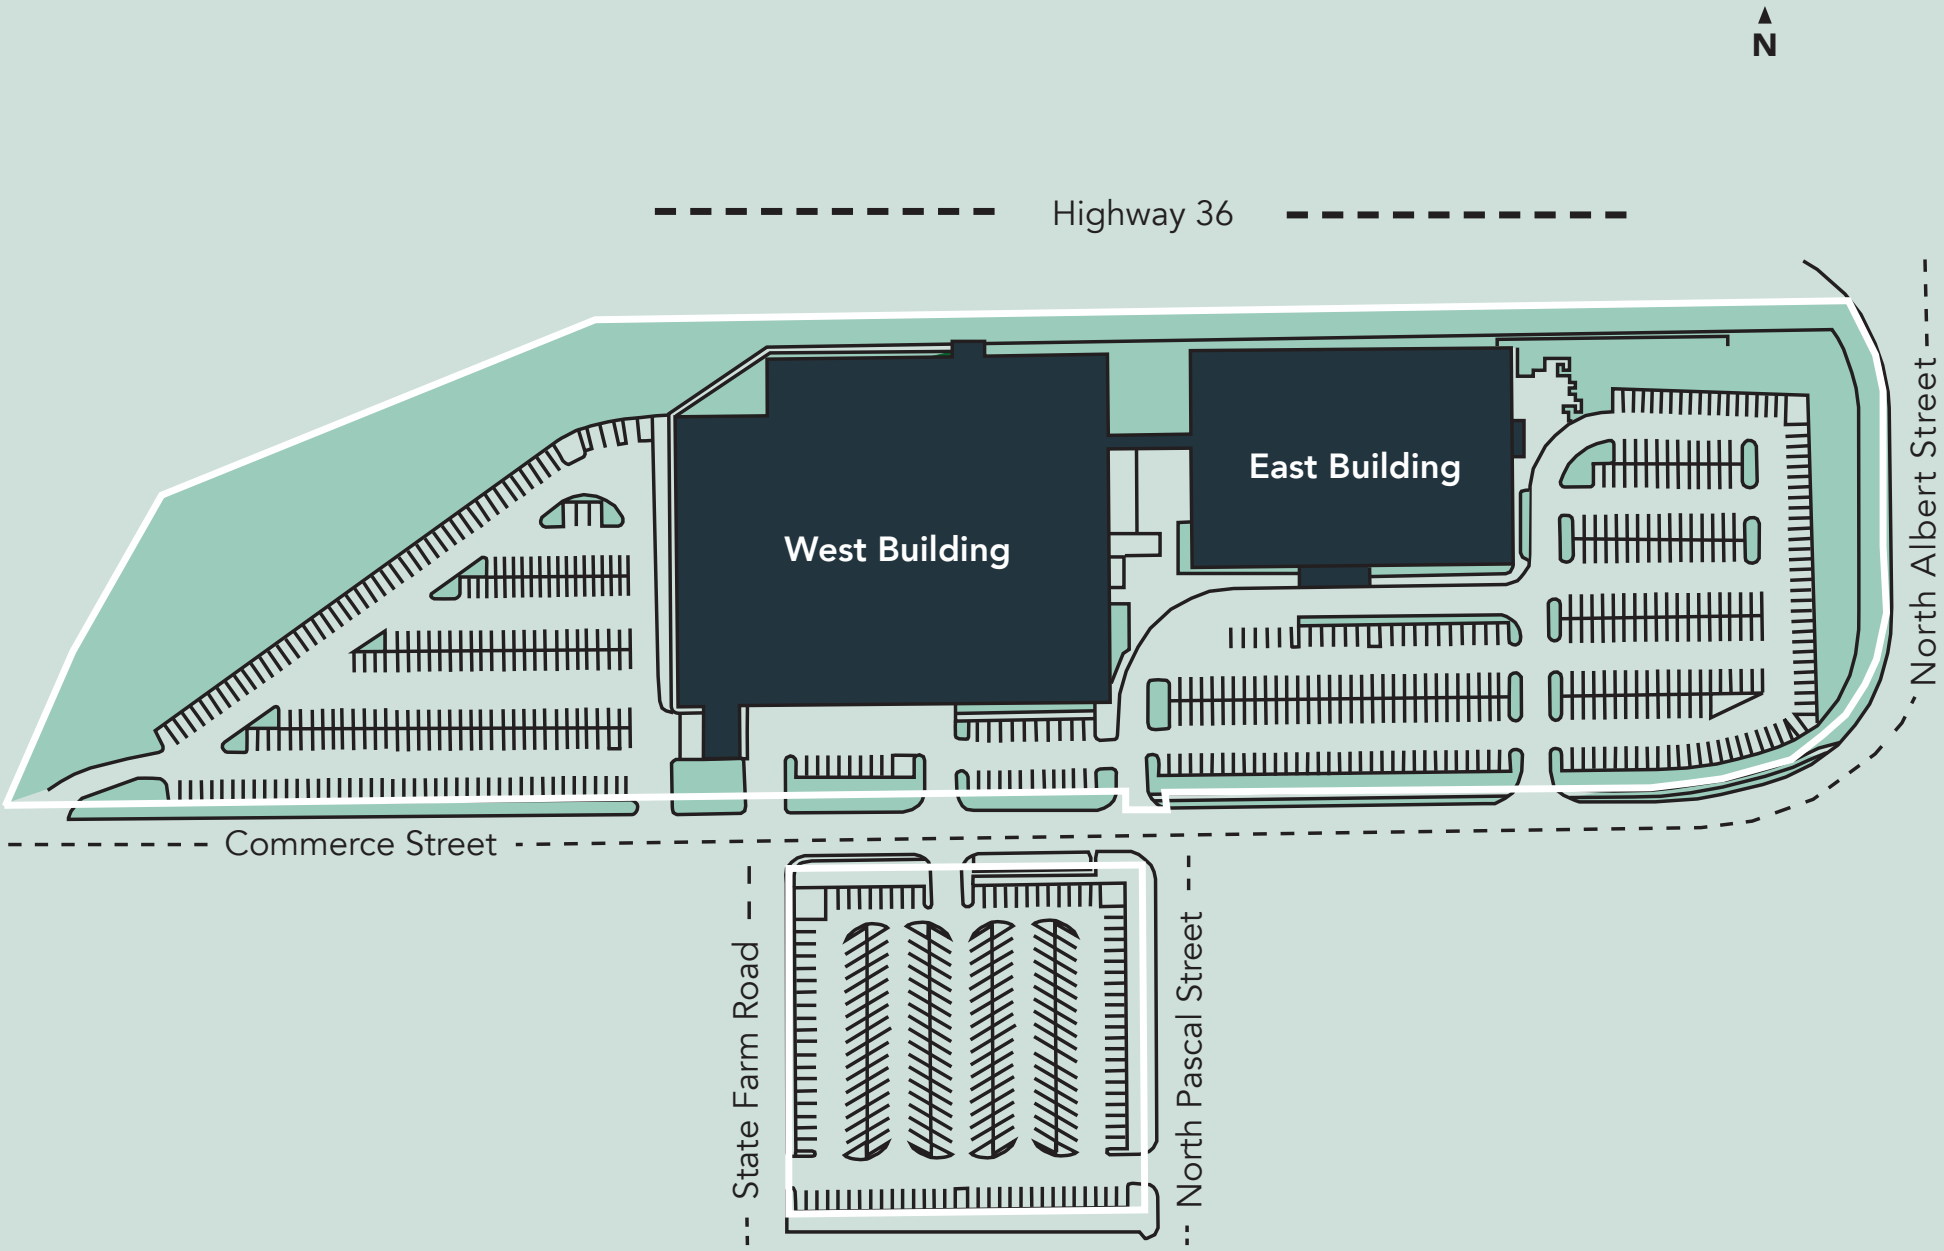 N
Highway 36
North Albert Street
East Building
West Building
Commerce Street
State Farm Road
North Pascal Street